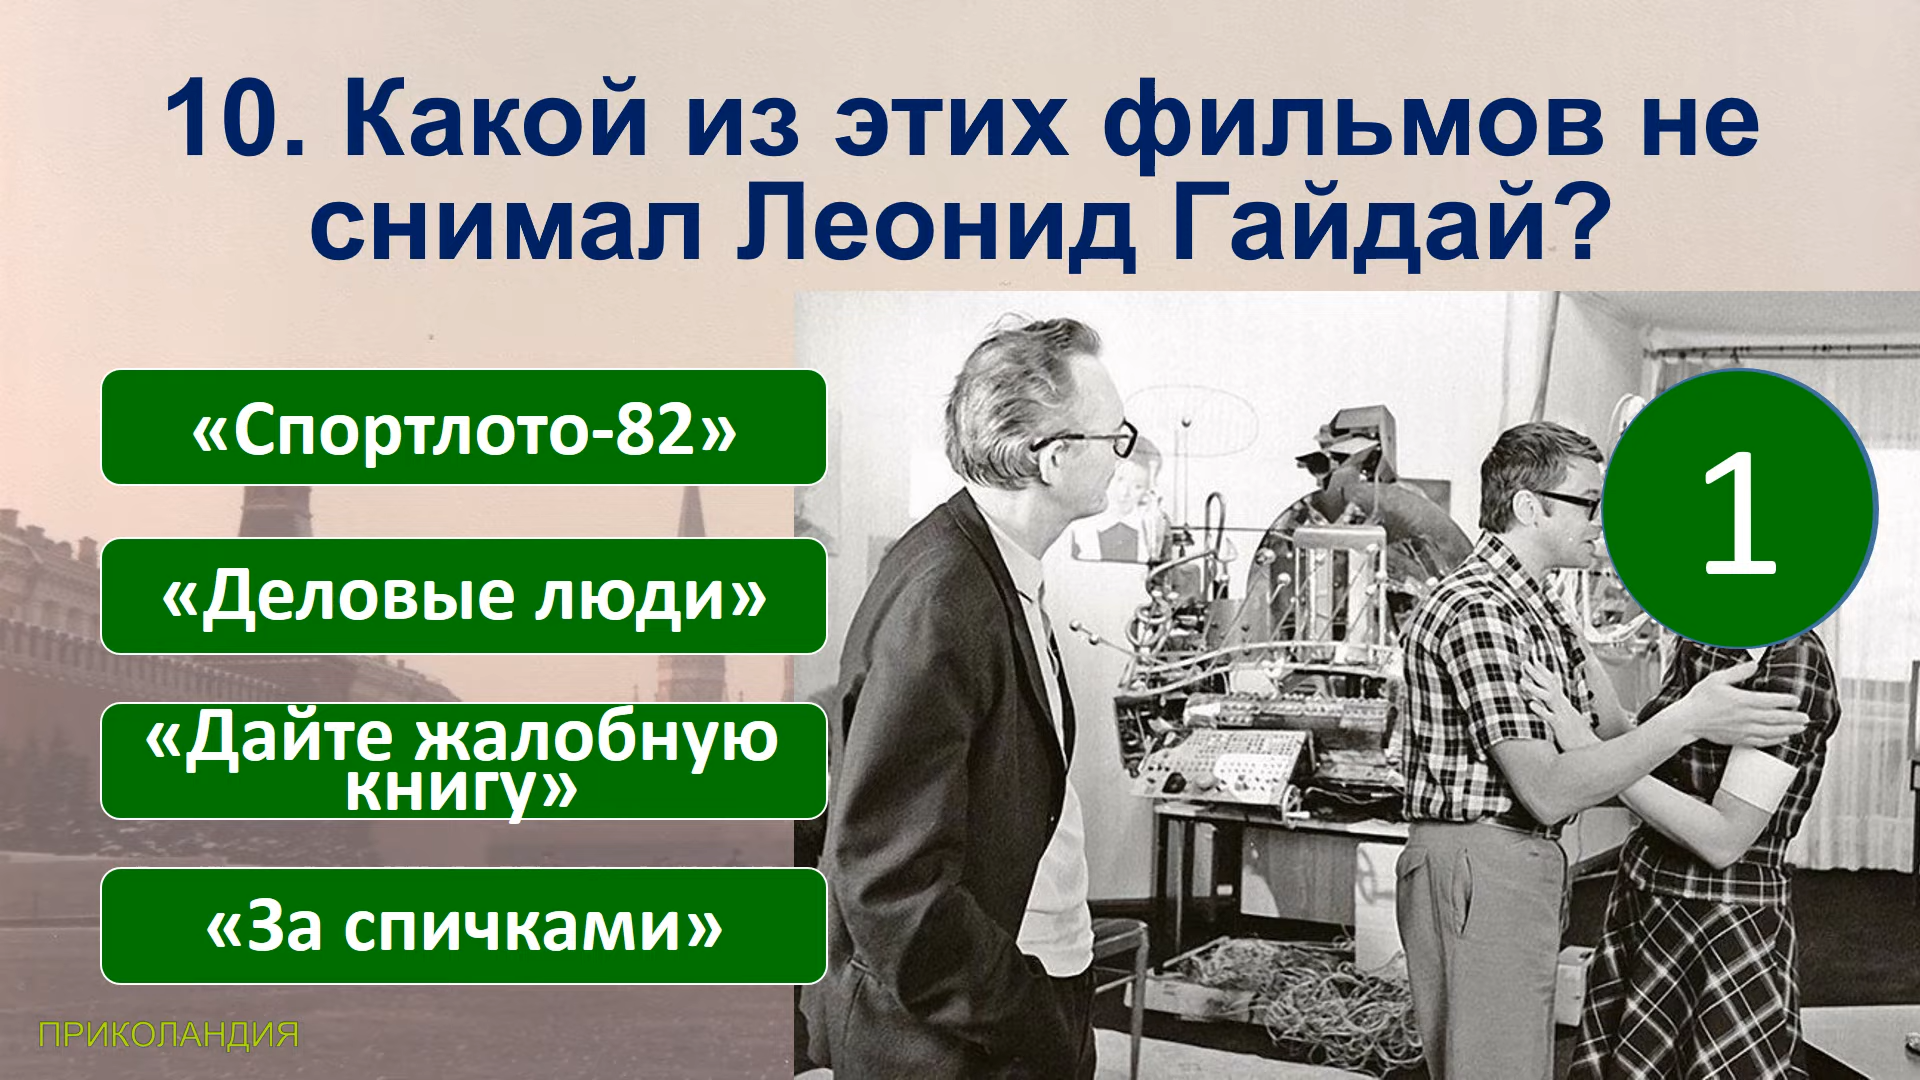 10. Какой из этих фильмов не
снимал Леонид Гайдай?
«Спортлото-82»
1
«Деловые люди»
«Дайте жалобную
книгу»
«За спичками»
ПРИКОЛАНДИЯ